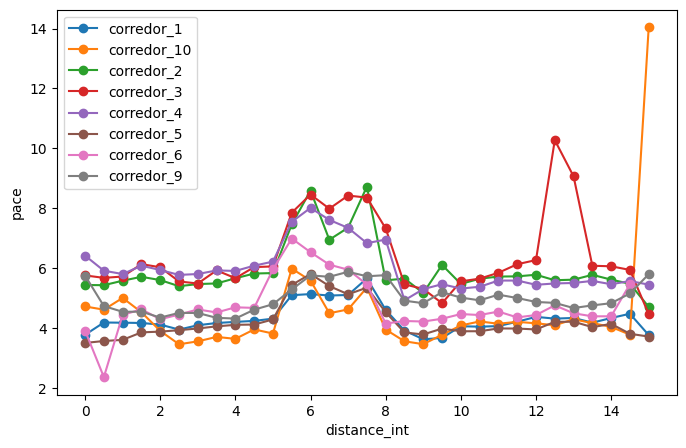 corredor_1
corredor_10
corredor_2
corredor_3
corredor_4
corredor_5
corredor_6
corredor_9
14
12
10
8
6
4
2
pace
0 2 4 6 8 10 12 14
distance_int